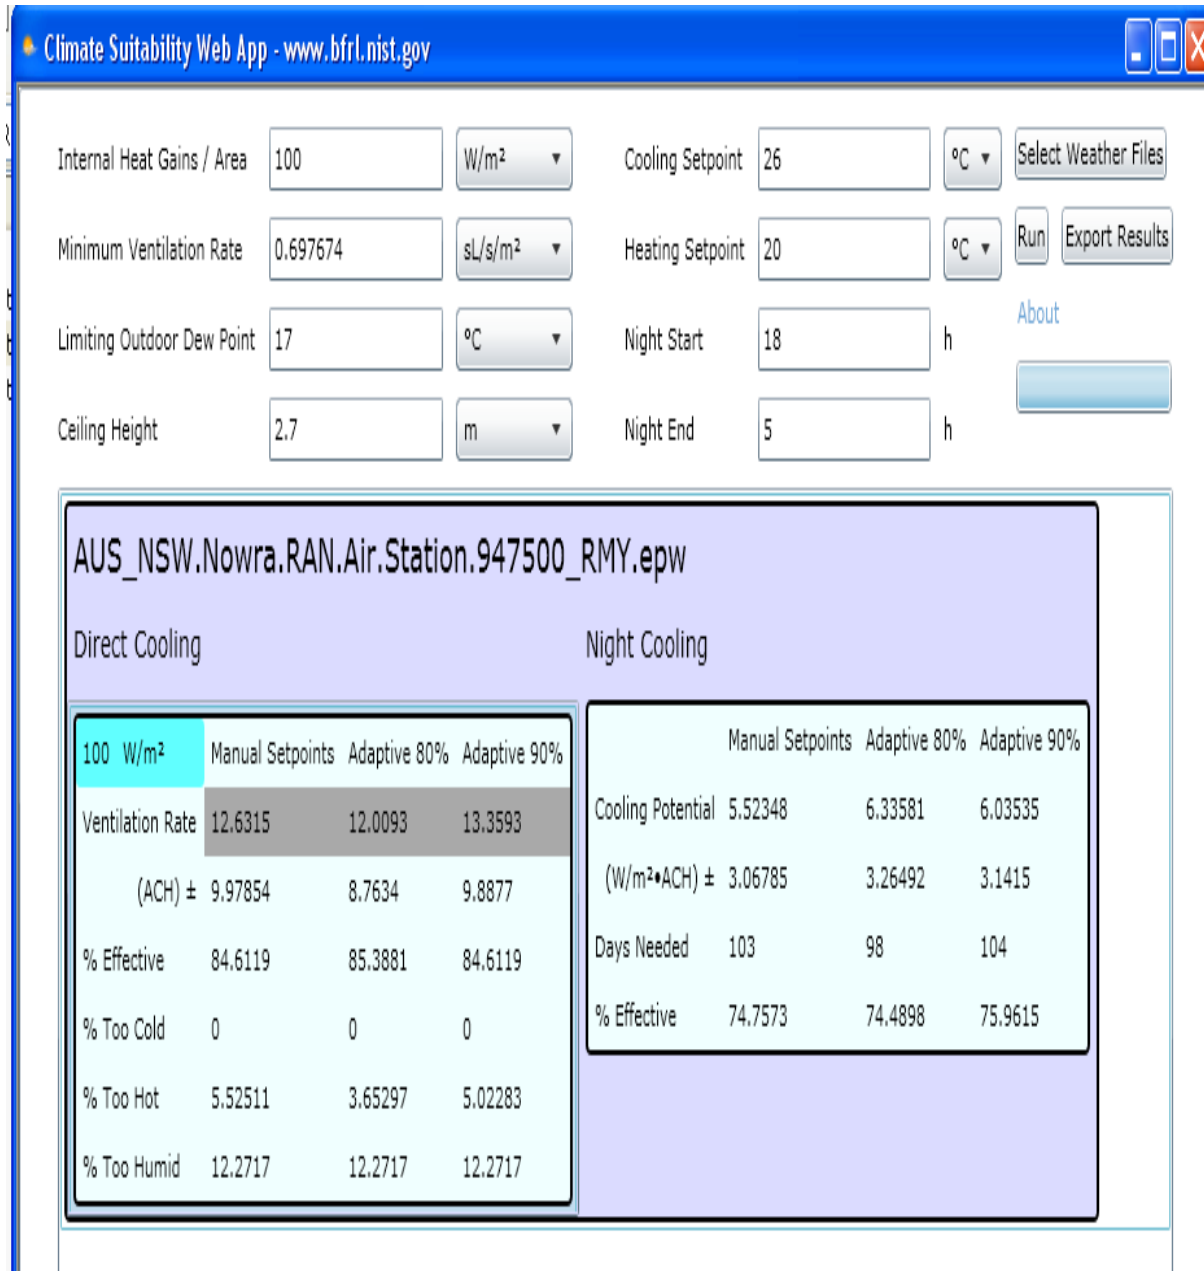 Climate Suitability Web App - www.bfrl.nist.gov
Internal Heat Gains / Area 100 W/m² Cooling Setpoint 26 °C Select Weather Files
Minimum Ventilation Rate 0.697674 sL/s/m² Heating Setpoint 20 °C Run Export Results
Limiting Outdoor Dew Point 17 °C Night Start 18 h About
Ceiling Height 2.7 m Night End 5 h
AUS_NSW.Nowra.RAN.Air.Station.947500_RMY.epw
Direct Cooling
100 W/m² Manual Setpoints Adaptive 80% Adaptive 90%
Ventilation Rate 12.6315 12.0093 13.3593
(ACH) ± 9.97854 8.7634 9.8877
% Effective 84.6119 85.3881 84.6119
% Too Cold 0 0 0
% Too Hot 5.52511 3.65297 5.02283
% Too Humid 12.2717 12.2717 12.2717
Night Cooling
Manual Setpoints Adaptive 80% Adaptive 90%
Cooling Potential 5.52348 6.33581 6.03535
(W/m²•ACH) ± 3.06785 3.26492 3.1415
Days Needed 103 98 104
% Effective 74.7573 74.4898 75.9615